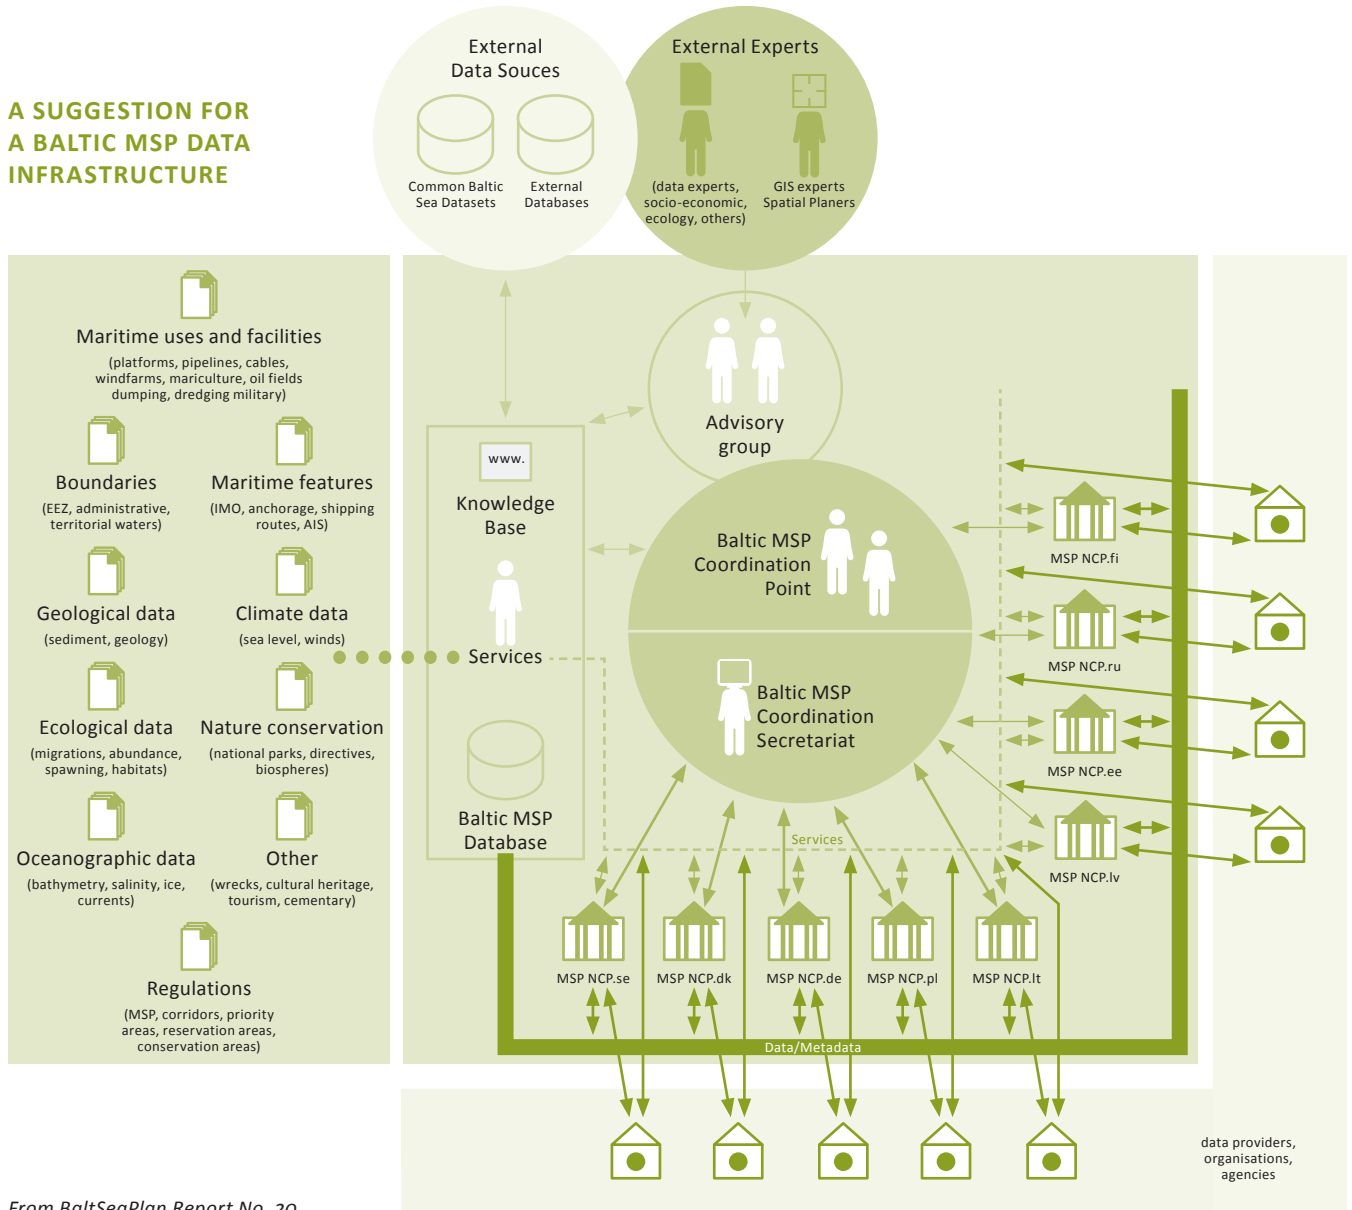 A SUGGESTION FOR
A BALTIC MSP DATA
INFRASTRUCTURE
External
Data Souces
Common Baltic
Sea Datasets
External
Databases
External Experts
(data experts,
socio-economic,
ecology, others)
GIS experts
Spatial Planers
Maritime uses and facilities
(platforms, pipelines, cables,
windfarms, mariculture, oil fields
dumping, dredging military)
Boundaries
(EEZ, administrative,
territorial waters)
Maritime features
(IMO, anchorage, shipping
routes, AIS)
Geological data
(sediment, geology)
Climate data
(sea level, winds)
Ecological data
(migrations, abundance,
spawning, habitats)
Nature conservation
(national parks, directives,
biospheres)
Oceanographic data
(bathymetry, salinity, ice,
currents)
Other
(wrecks, cultural heritage,
tourism, cementary)
Regulations
(MSP, corridors, priority
areas, reservation areas,
conservation areas)
Advisory
group
www.
Knowledge
Base
Services
Baltic MSP
Database
Baltic MSP
Coordination
Point
Baltic MSP
Coordination
Secretariat
Services
MSP NCP.fi
MSP NCP.ru
MSP NCP.ee
MSP NCP.lv
MSP NCP.se
MSP NCP.dk
MSP NCP.de
MSP NCP.pl
MSP NCP.lt
Data/Metadata
data providers,
organisations,
agencies
From BaltSeaPlan Report No. 20